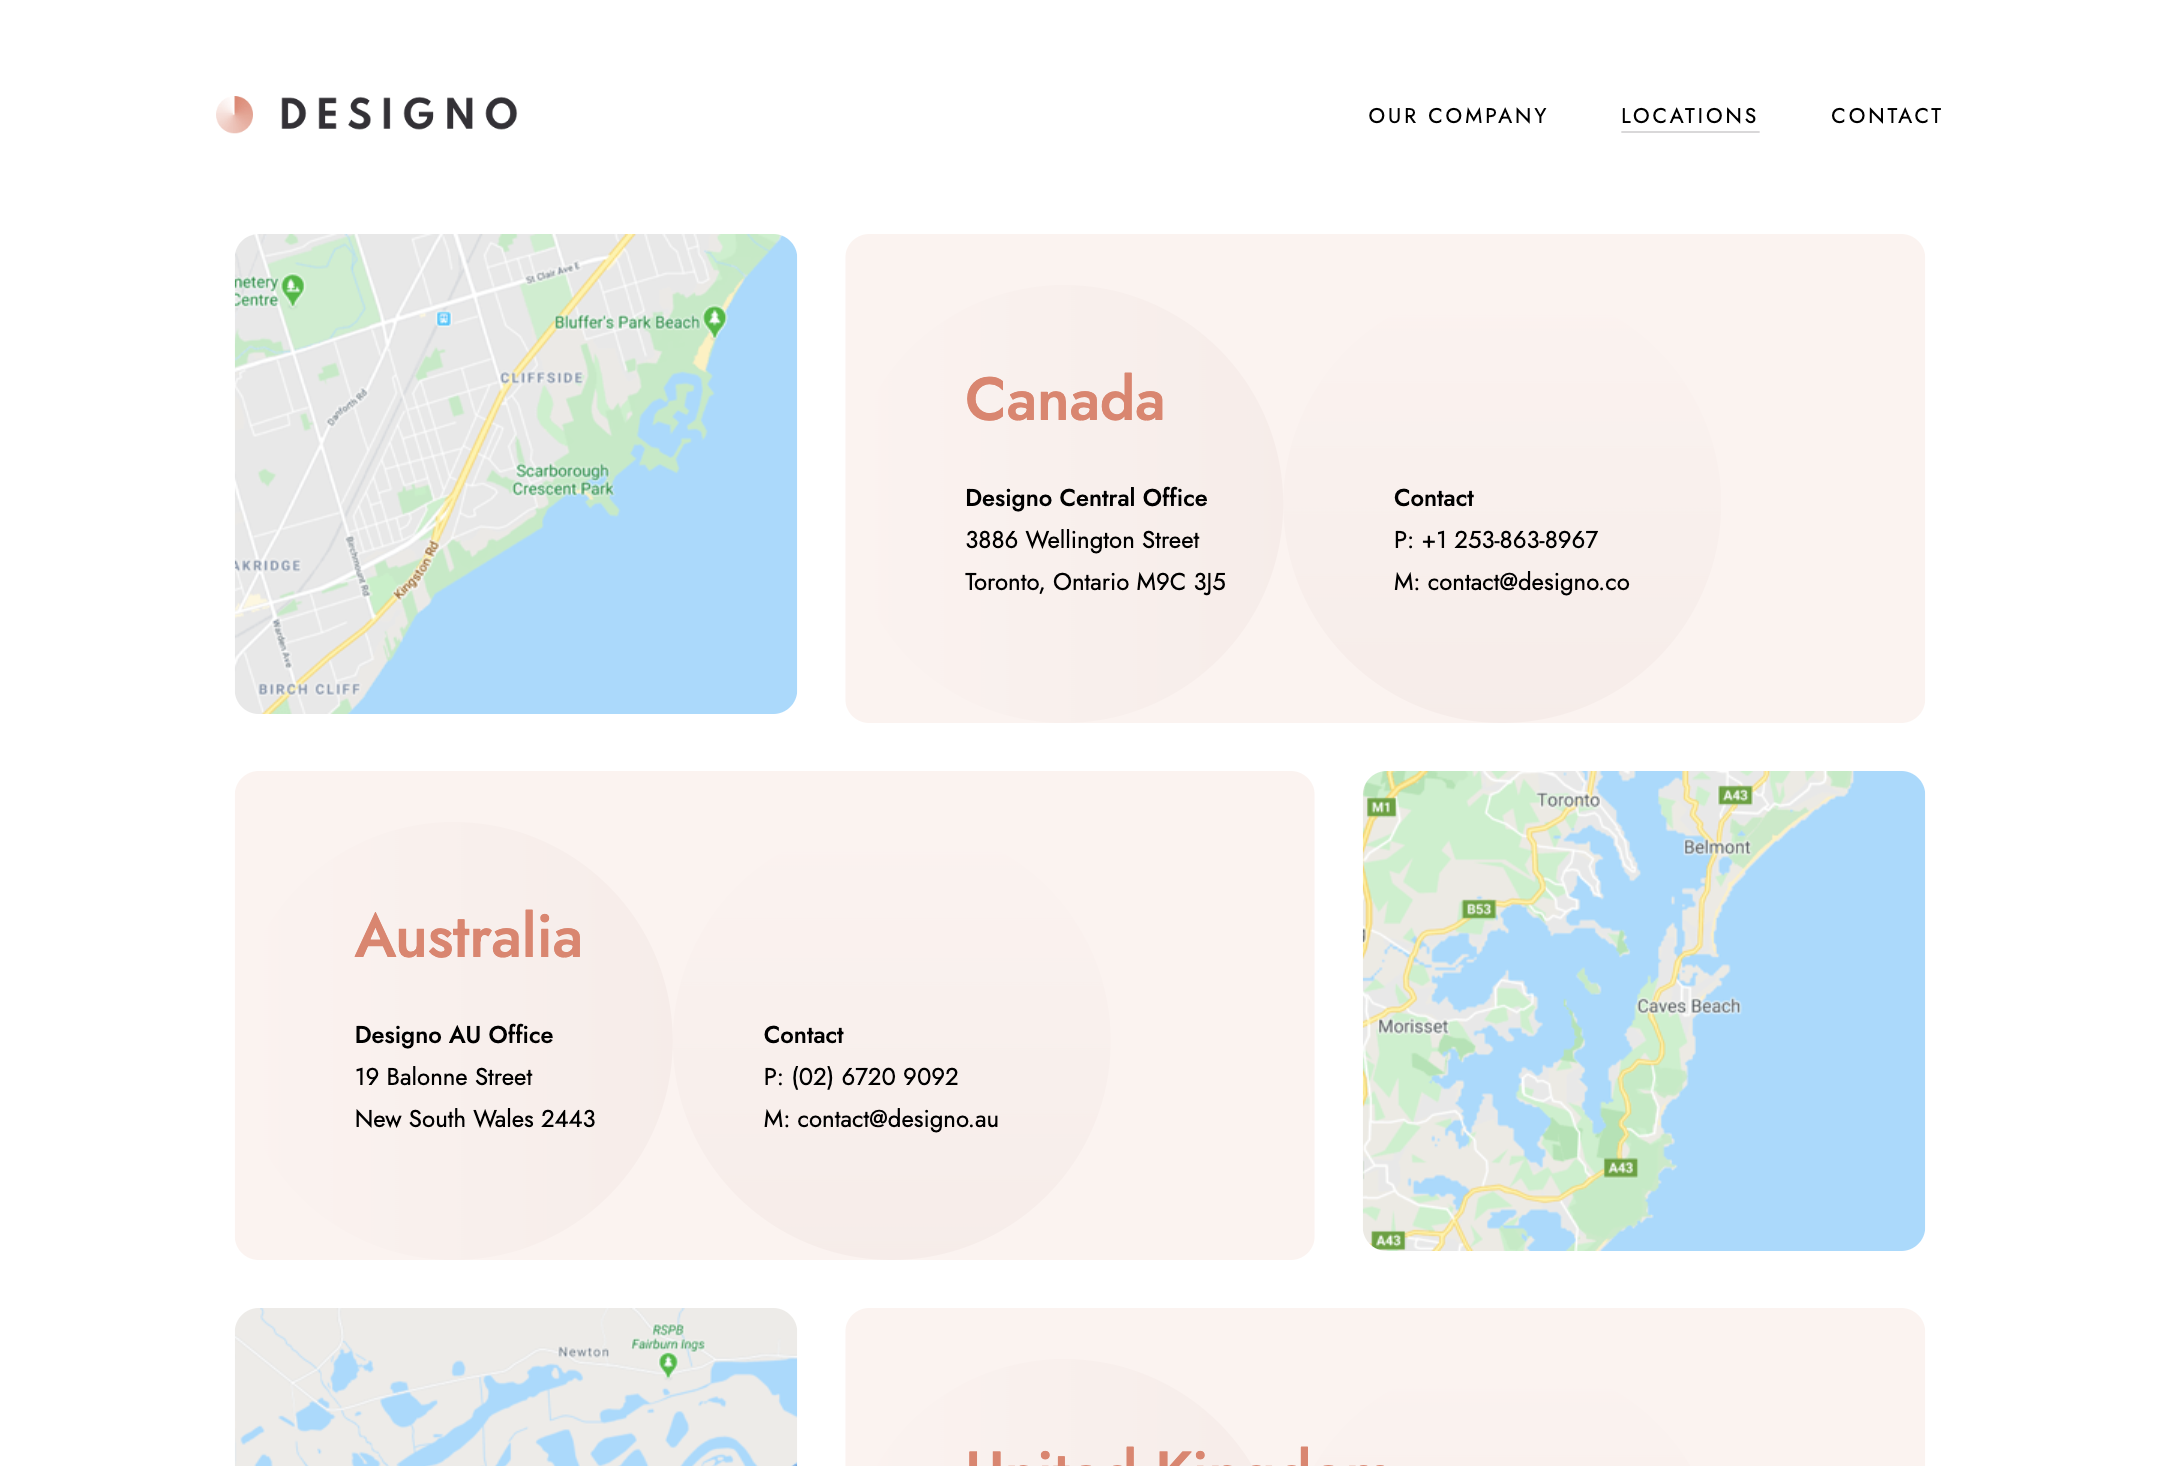 DESIGNO
OUR COMPANY
LOCATIONS
CONTACT
St Clair Ave E
Centre
Bluffer's Park Beach
CLIFFSIDE
Danforth Rd
Scarborough
Crescent Park
Birchmount Rd
Kingston Rd
Warden Ave
BIRCH CLIFF
Canada
Designo Central Office
3886 Wellington Street
Toronto, Ontario M9C 3J5
Contact
P: +1 253-863-8967
M: contact@designo.co
Australia
Designo AU Office
19 Balonne Street
New South Wales 2443
Contact
P: (02) 6720 9092
M: contact@designo.au
M1
Toronto
A43
Belmont
B53
Caves Beach
Morisset
A43
A43
RSPB
Fairburn Ings
Newton
United Kingdom